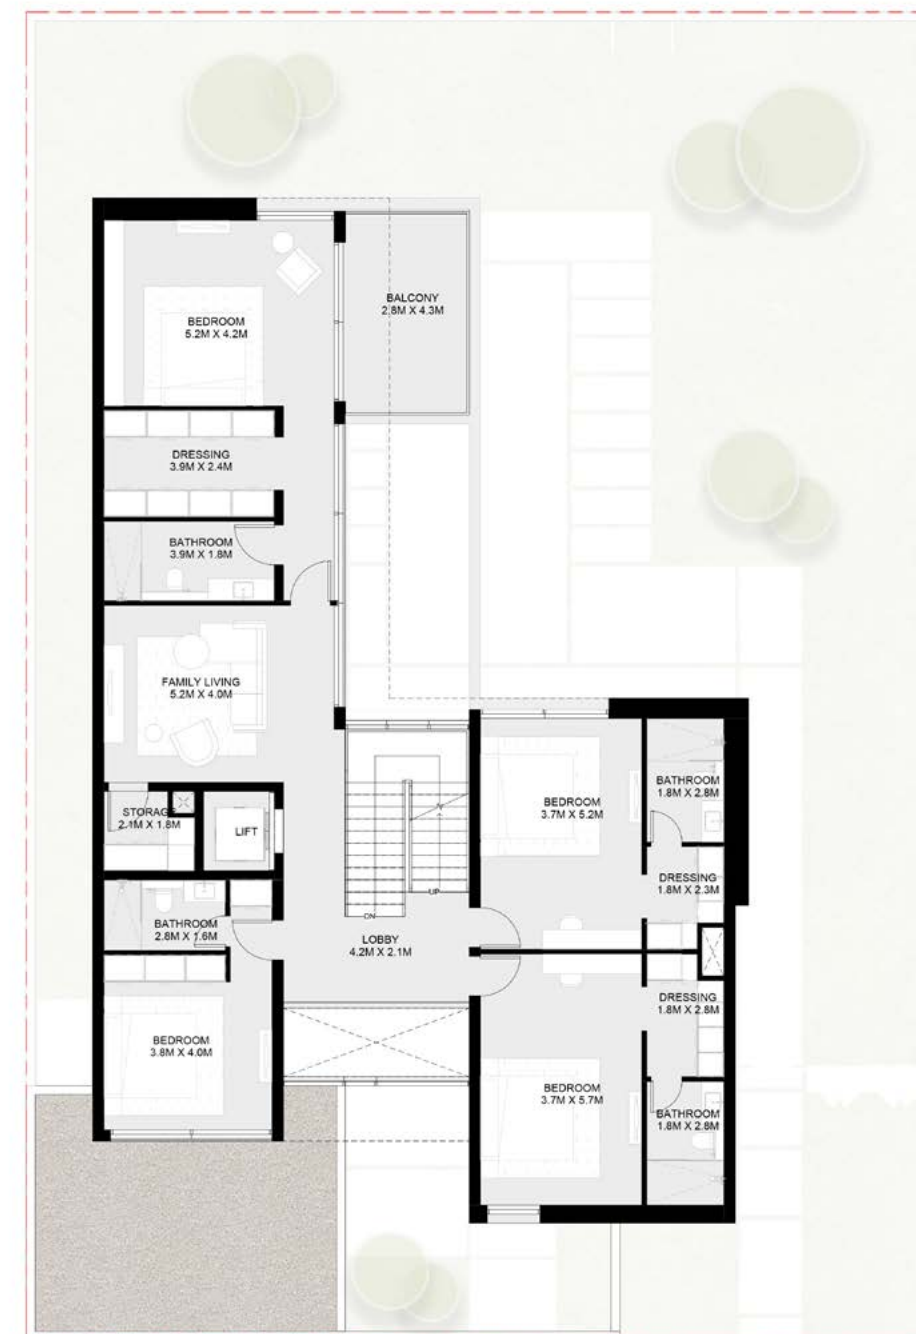 BALCONY
2.8M X 4.3M
BEDROOM
5.2M X 4.2M
DRESSING
3.9M X 2.4M
BATHROOM
3.9M X 1.8M
FAMILY LIVING
5.2M X 4.0M
STORAGE
2.1M X 1.8M
LIFT
BEDROOM
3.7M X 5.2M
BATHROOM
1.8M X 2.8M
DRESSING
1.8M X 2.3M
UP
DN
BATHROOM
2.8M X 1.6M
LOBBY
4.2M X 2.1M
DRESSING
1.8M X 2.8M
BEDROOM
3.8M X 4.0M
BEDROOM
3.7M X 5.7M
BATHROOM
1.8M X 2.8M